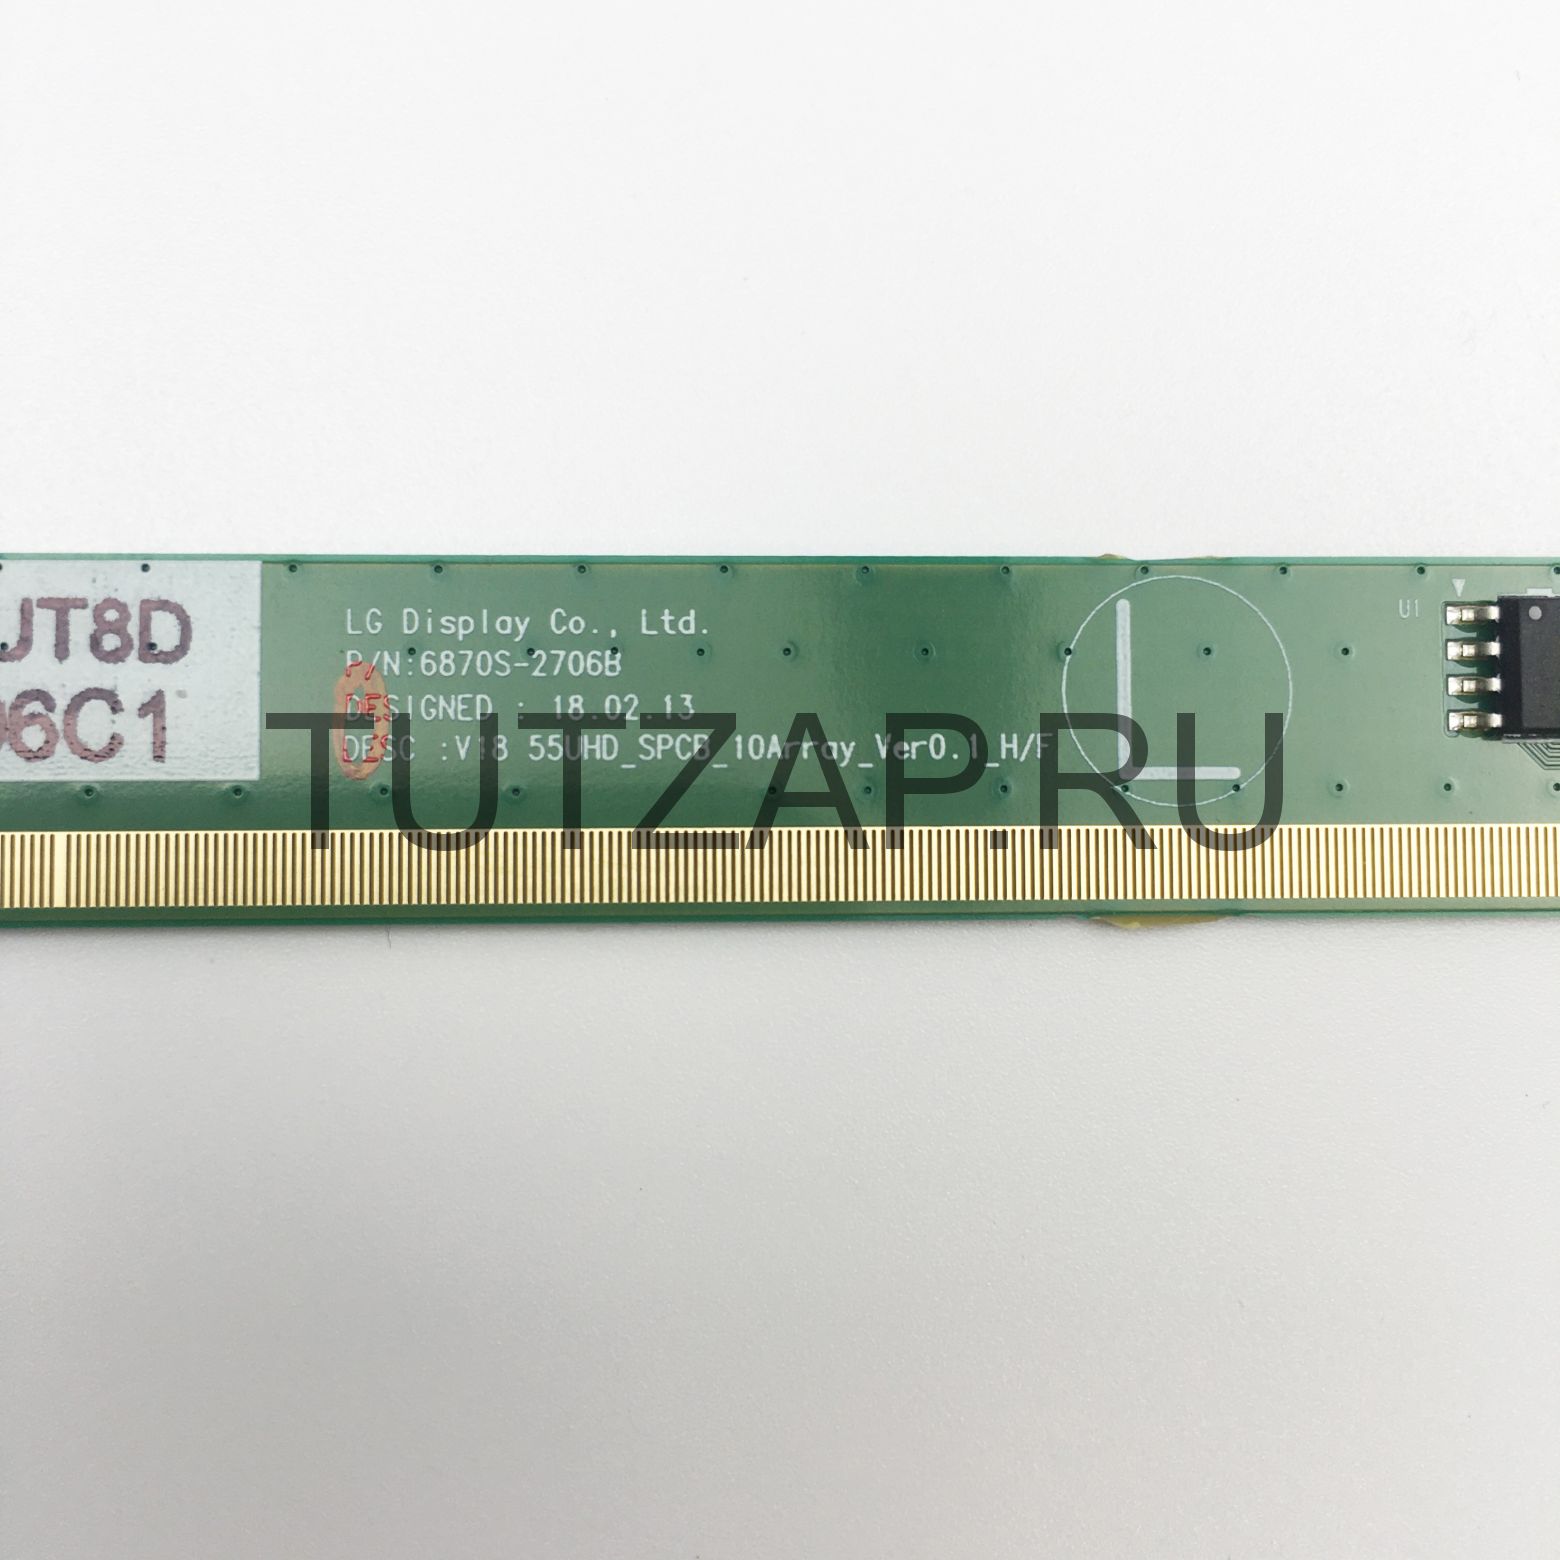 JT8D
06C1
LG Display Co., Ltd.
P/N:6870S-2706B
DESIGNED : 18.02.13
DESC :V18 55UHD_SPCB_10Array_Ver0.1_H/F
L
U1
TUTZAP.RU